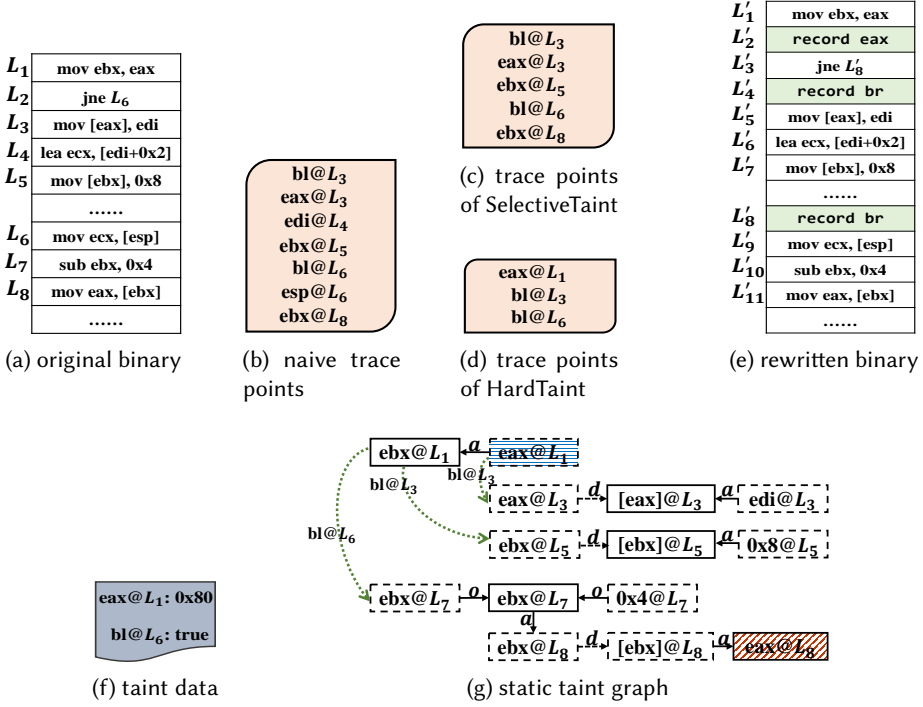 L1 mov ebx, eax
L2 jne L6
L3 mov [eax], edi
L4 lea ecx, [edi+0x2]
L5 mov [ebx], 0x8
……
L6 mov ecx, [esp]
L7 sub ebx, 0x4
L8 mov eax, [ebx]
……
(a) original binary
bl@L3
eax@L3
edi@L4
ebx@L5
bl@L6
esp@L6
ebx@L8
(b) naive trace
points
bl@L3
eax@L3
ebx@L5
bl@L6
ebx@L8
(c) trace points
of SelectiveTaint
eax@L1
bl@L3
bl@L6
(d) trace points
of HardTaint
L′1 mov ebx, eax
L′2 record eax
L′3 jne L′8
L′4 record br
L′5 mov [eax], edi
L′6 lea ecx, [edi+0x2]
L′7 mov [ebx], 0x8
……
L′8 record br
L′9 mov ecx, [esp]
L′10 sub ebx, 0x4
L′11 mov eax, [ebx]
……
(e) rewritten binary
eax@L1: 0x80
bl@L6: true
(f) taint data
ebx@L1 a eax@L1
bl@L3 bl@L3
eax@L3 d [eax]@L3 a edi@L3
bl@L6
ebx@L5 d [ebx]@L5 a 0x8@L5
ebx@L7 o ebx@L7 o 0x4@L7
a
ebx@L8 d [ebx]@L8 a eax@L8
(g) static taint graph